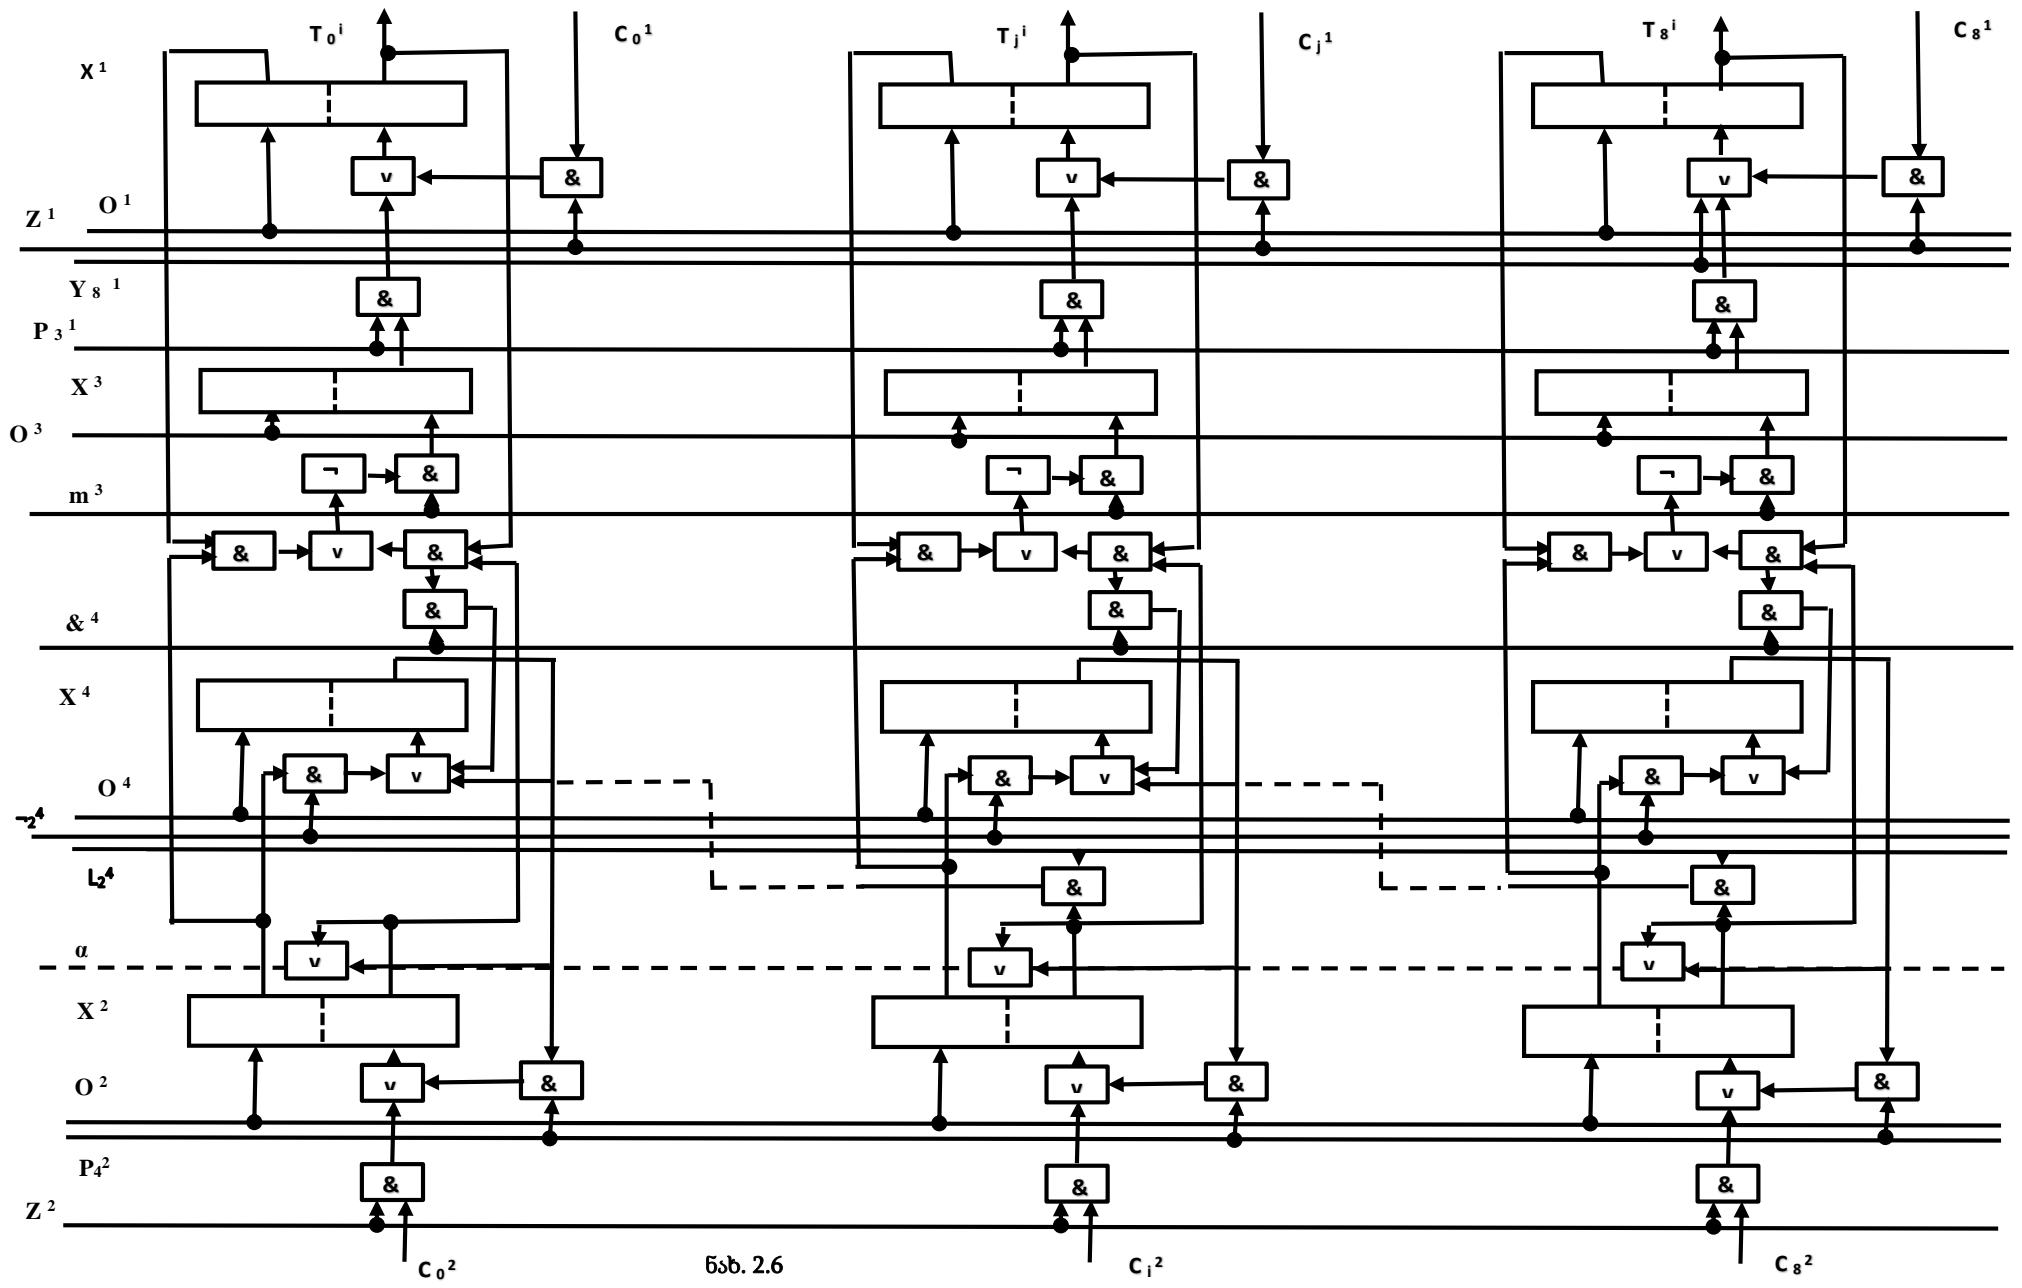 T₀ⁱ C₀¹ Tⱼⁱ Cⱼ¹ T₈ⁱ C₈¹
X¹
v & v & v &
O¹
Z¹
Y₈¹
& & &
P₃¹
X³
O³
¬ & ¬ & ¬ &
m³
& v & & v & & v &
& & &
&⁴
X⁴
& v & v & v
O⁴
¬₂⁴
L₂⁴
& &
α
v v v
X²
v & v & v &
O²
P₄²
& & &
Z²
C₀² ნახ. 2.6 Cⱼ² C₈²